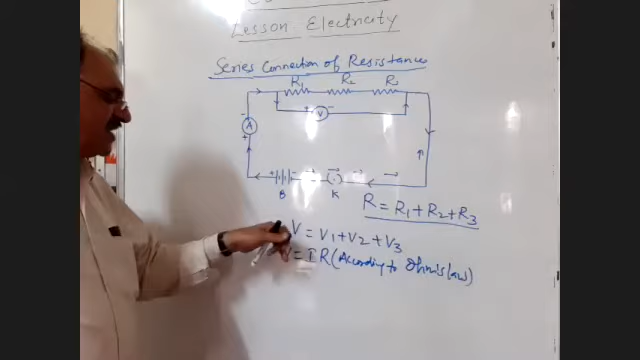 Lesson Electricity
Series Connection of Resistance
R1 R2 R3
+ V -
-
A
+
+ -
B K
R = R1 + R2 + R3
V = V1 + V2 + V3
= IR (According to Ohm's law)